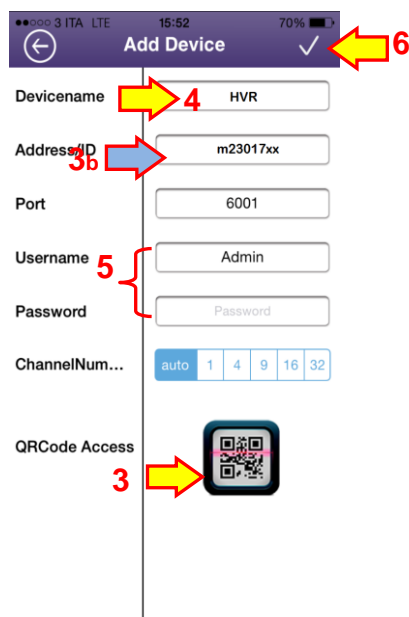 3 ITA LTE 15:52 70%
Add Device 6
Devicename 4 HVR
Address/ID 3b m23017xx
Port 6001
Username Admin
5
Password Password
ChannelNum... auto 1 4 9 16 32
QRCode Access
3